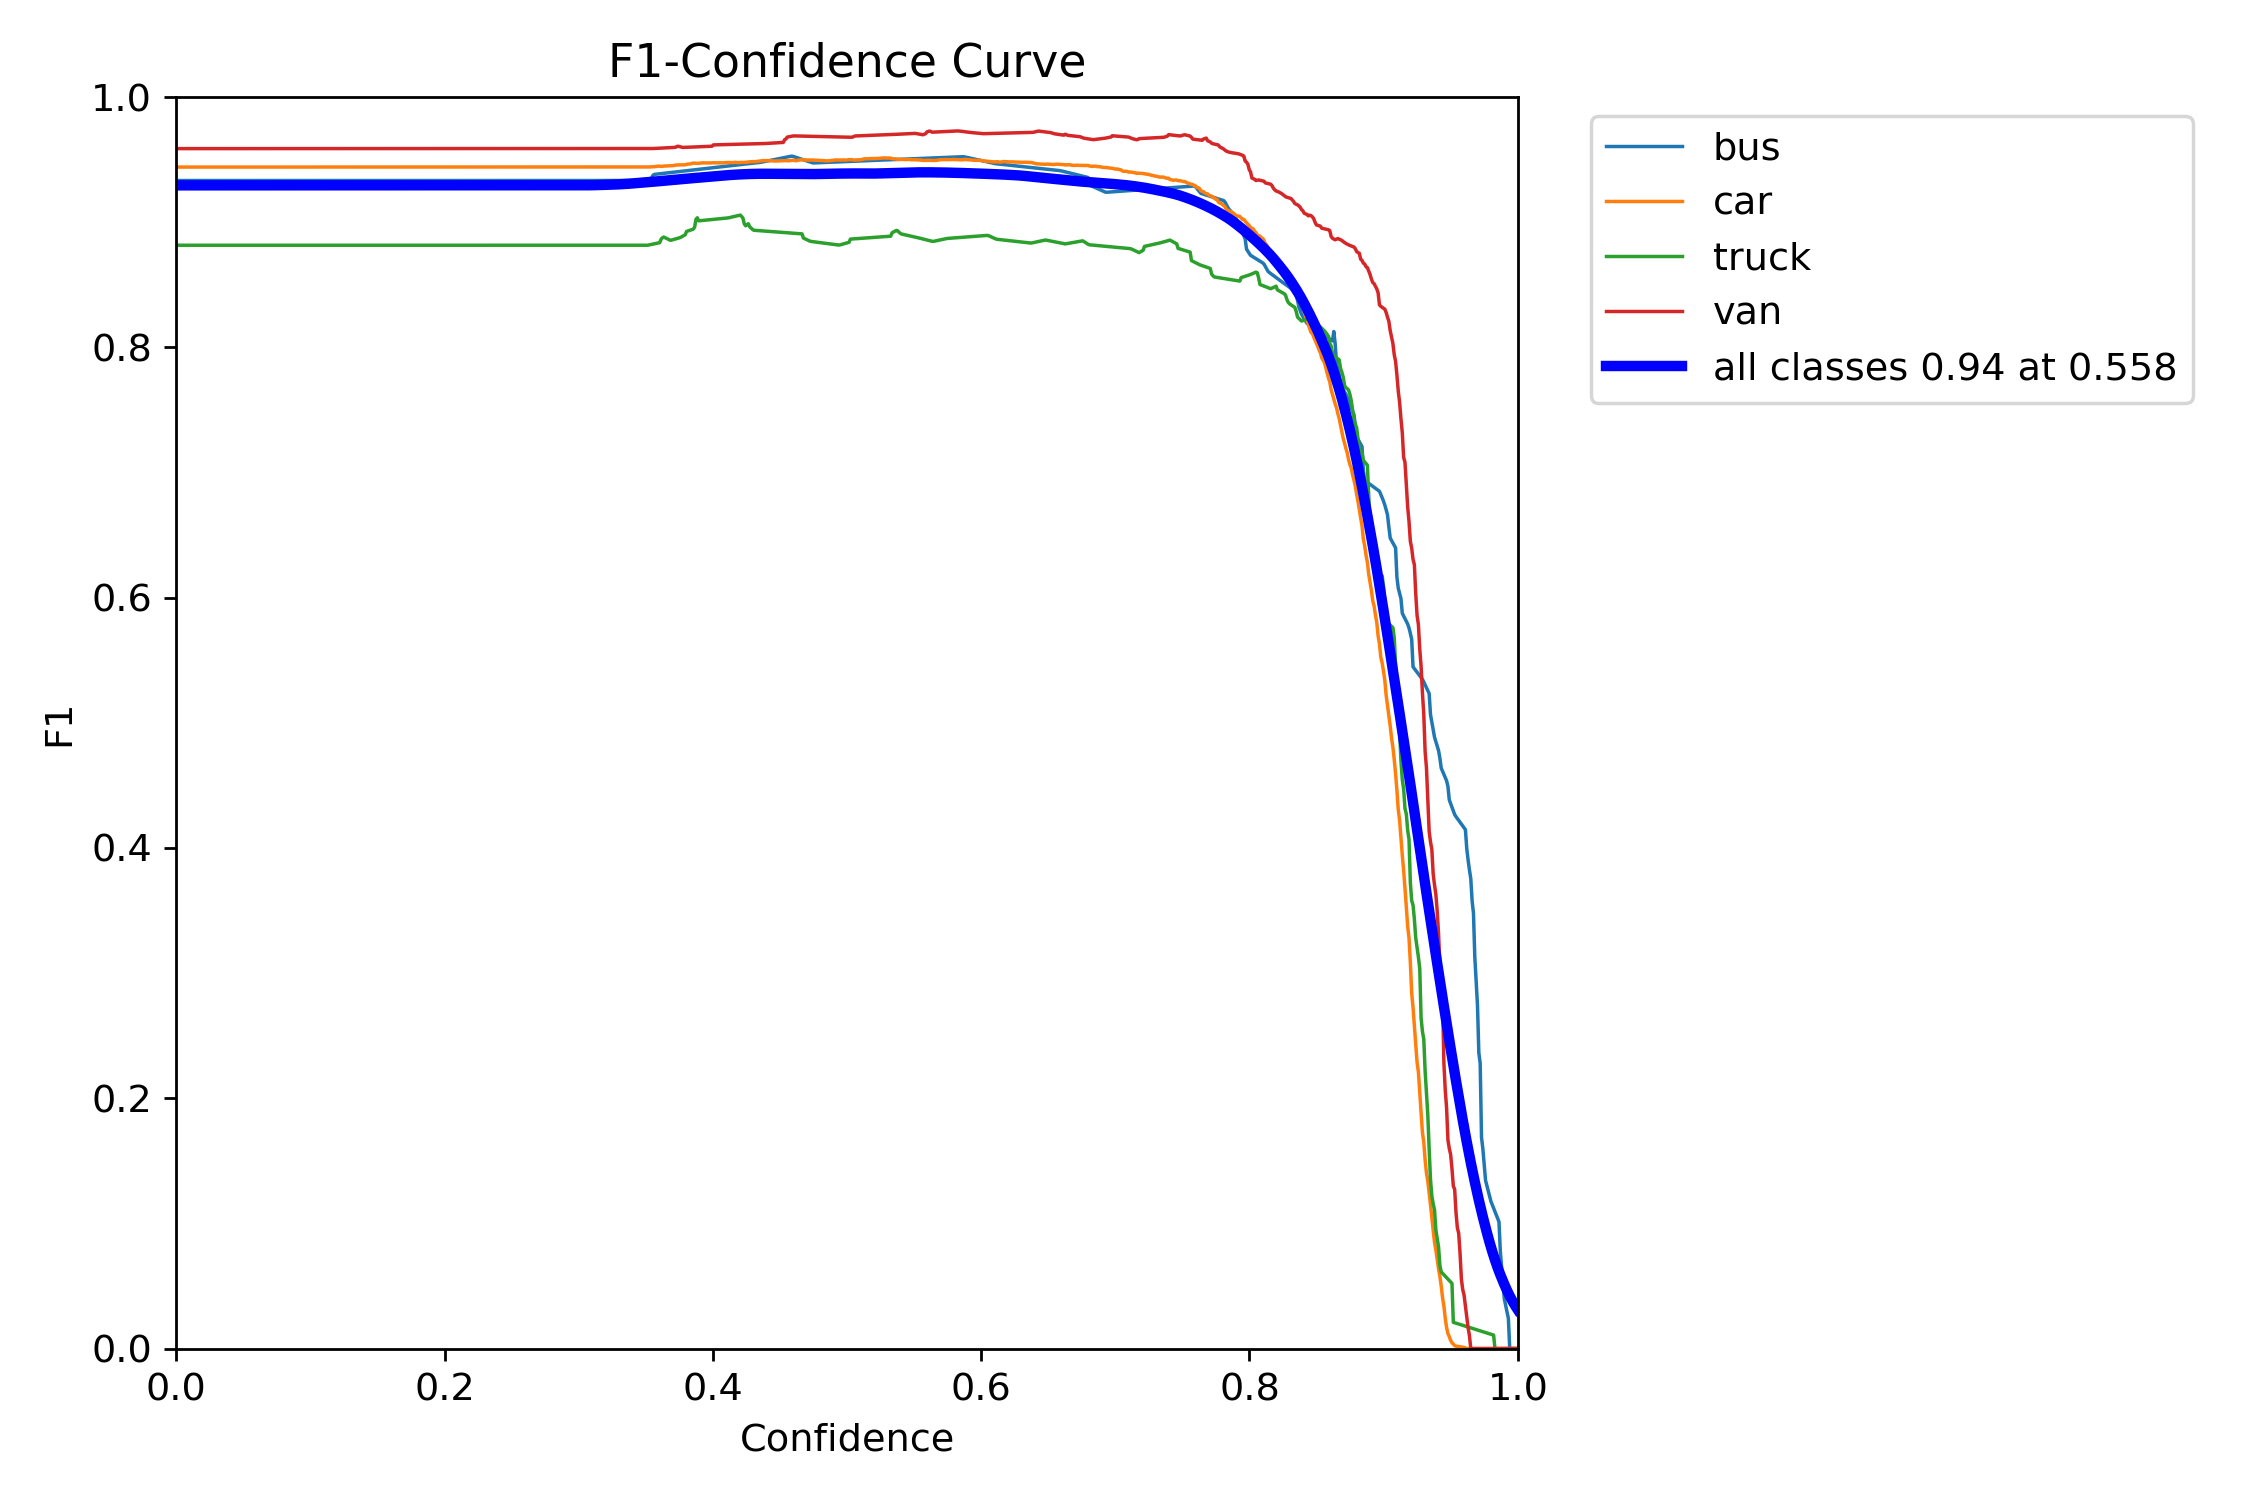 F1-Confidence Curve
1.0
0.8
0.6
0.4
0.2
0.0
F1
0.0 0.2 0.4 0.6 0.8 1.0
Confidence
bus
car
truck
van
all classes 0.94 at 0.558